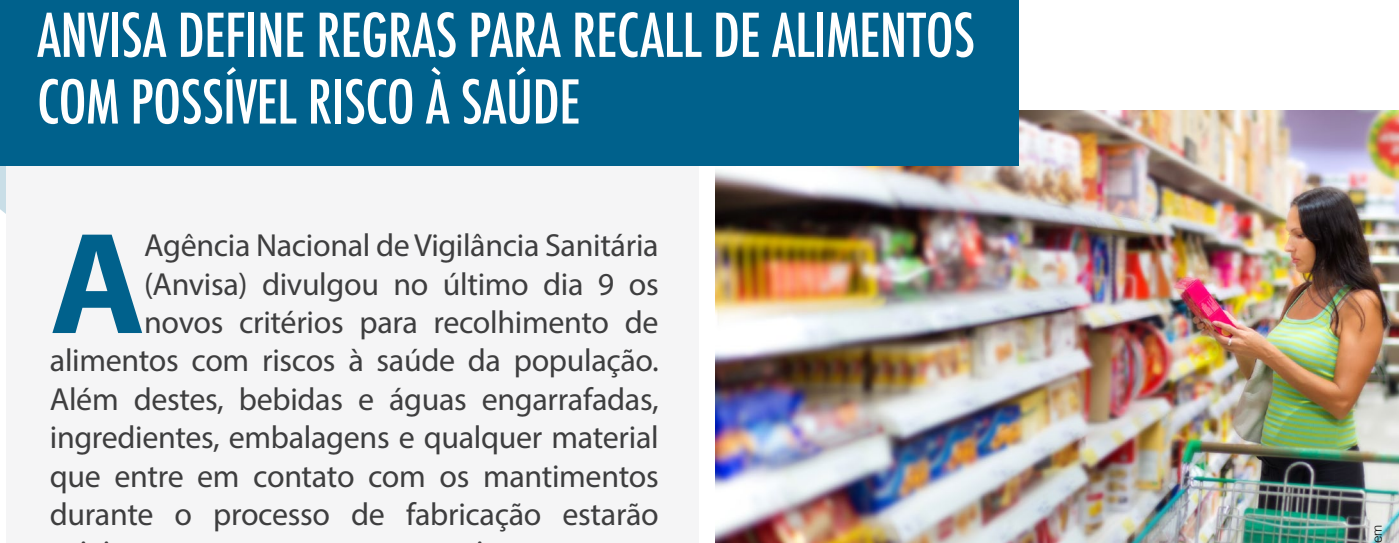 ANVISA DEFINE REGRAS PARA RECALL DE ALIMENTOS
COM POSSÍVEL RISCO À SAÚDE
A Agência Nacional de Vigilância Sanitária
(Anvisa) divulgou no último dia 9 os
novos critérios para recolhimento de
alimentos com riscos à saúde da população.
Além destes, bebidas e águas engarrafadas,
ingredientes, embalagens e qualquer material
que entre em contato com os mantimentos
durante o processo de fabricação estarão